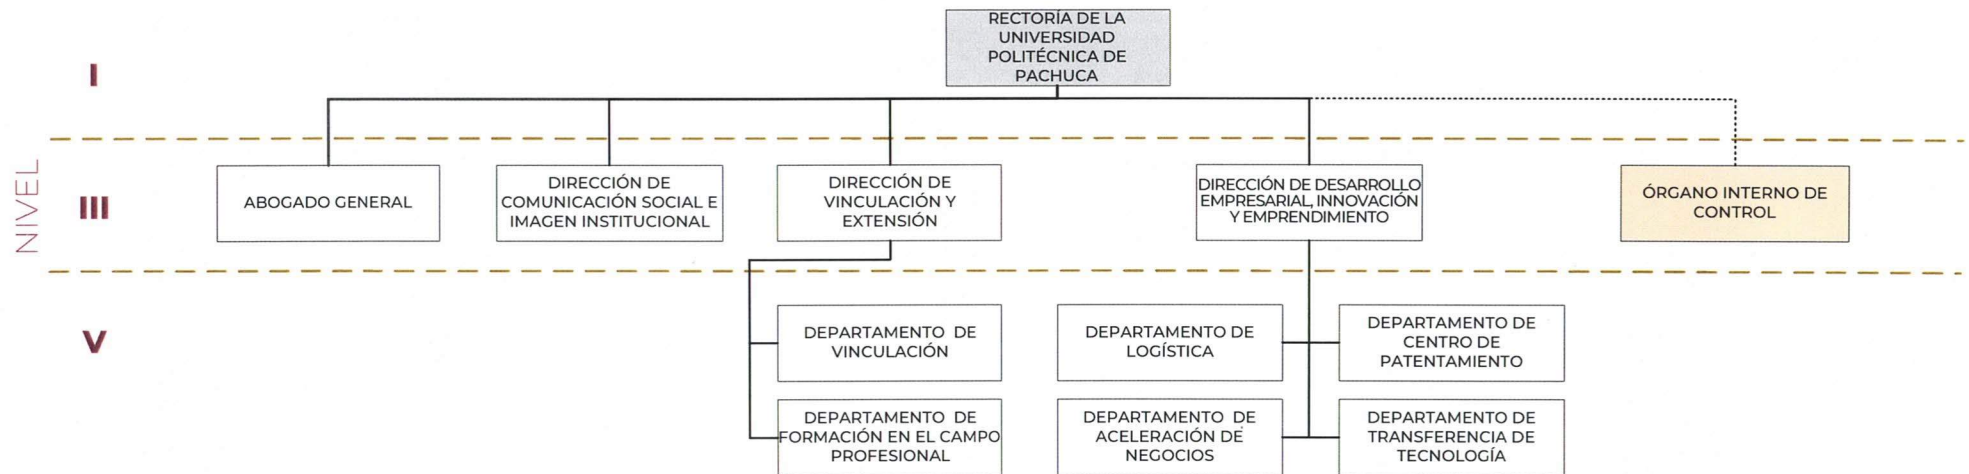 RECTORÍA DE LA
UNIVERSIDAD
POLITÉCNICA DE
PACHUCA
I
NIVEL
III
ABOGADO GENERAL
DIRECCIÓN DE
COMUNICACIÓN SOCIAL E
IMAGEN INSTITUCIONAL
DIRECCIÓN DE
VINCULACIÓN Y
EXTENSIÓN
DIRECCIÓN DE DESARROLLO
EMPRESARIAL, INNOVACIÓN
Y EMPRENDIMIENTO
ÓRGANO INTERNO DE
CONTROL
V
DEPARTAMENTO DE
VINCULACIÓN
DEPARTAMENTO DE
LOGÍSTICA
DEPARTAMENTO DE
CENTRO DE
PATENTAMIENTO
DEPARTAMENTO DE
FORMACIÓN EN EL CAMPO
PROFESIONAL
DEPARTAMENTO DE
ACELERACIÓN DE
NEGOCIOS
DEPARTAMENTO DE
TRANSFERENCIA DE
TECNOLOGÍA